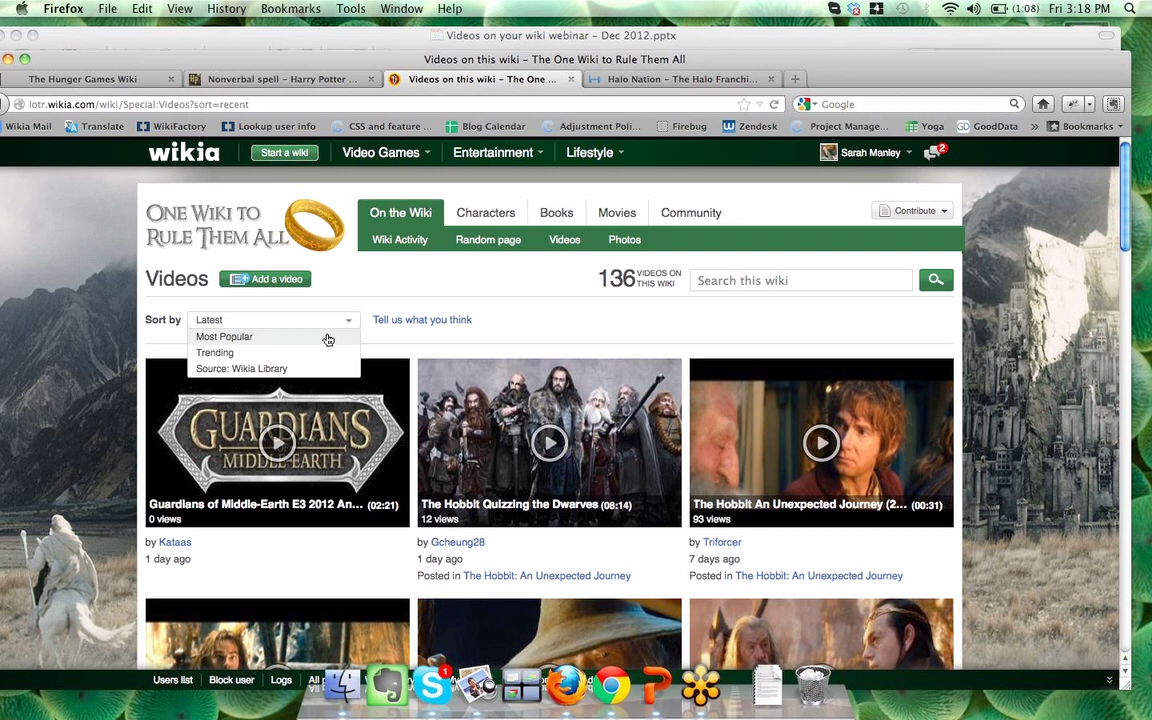 Firefox File Edit View History Bookmarks Tools Window Help (1:08) Fri 3:18 PM
Videos on your wiki webinar - Dec 2012.pptx
Videos on this wiki - The One Wiki to Rule Them All
The Hunger Games Wiki Nonverbal spell - Harry Potter ... Videos on this wiki - The One ... Halo Nation - The Halo Franchi...
lotr.wikia.com/wiki/Special:Videos?sort=recent Google
Wikia Mail Translate WikiFactory Lookup user info CSS and feature ... Blog Calendar Adjustment Poli... Firebug Zendesk Project Manage... Yoga GD GoodData » Bookmarks
wikia Start a wiki Video Games Entertainment Lifestyle Sarah Manley 2
ONE WIKI TO
RULE THEM ALL
On the Wiki Characters Books Movies Community Contribute
Wiki Activity Random page Videos Photos
Videos Add a video 136 VIDEOS ON THIS WIKI Search this wiki
Sort by Latest Tell us what you think
Most Popular
Trending
Source: Wikia Library
GUARDIANS
OF
MIDDLE-EARTH
Guardians of Middle-Earth E3 2012 An... (02:21) The Hobbit Quizzing the Dwarves (08:14) The Hobbit An Unexpected Journey (2... (00:31)
0 views 12 views 93 views
by Kataas by Gcheung28 by Triforcer
1 day ago 1 day ago 7 days ago
Posted in The Hobbit: An Unexpected Journey Posted in The Hobbit: An Unexpected Journey
Users list Block user Logs
1